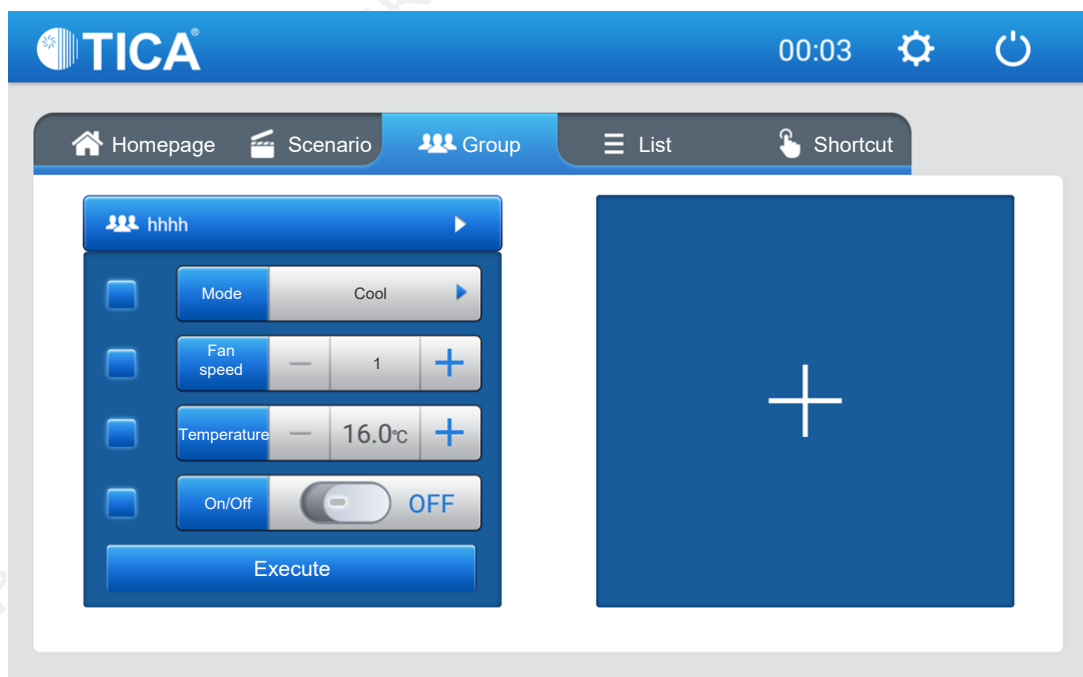 TICA®
00:03
Homepage
Scenario
Group
List
Shortcut
hhhh
Mode
Cool
Fan
speed
1
Temperature
16.0℃
On/Off
OFF
Execute